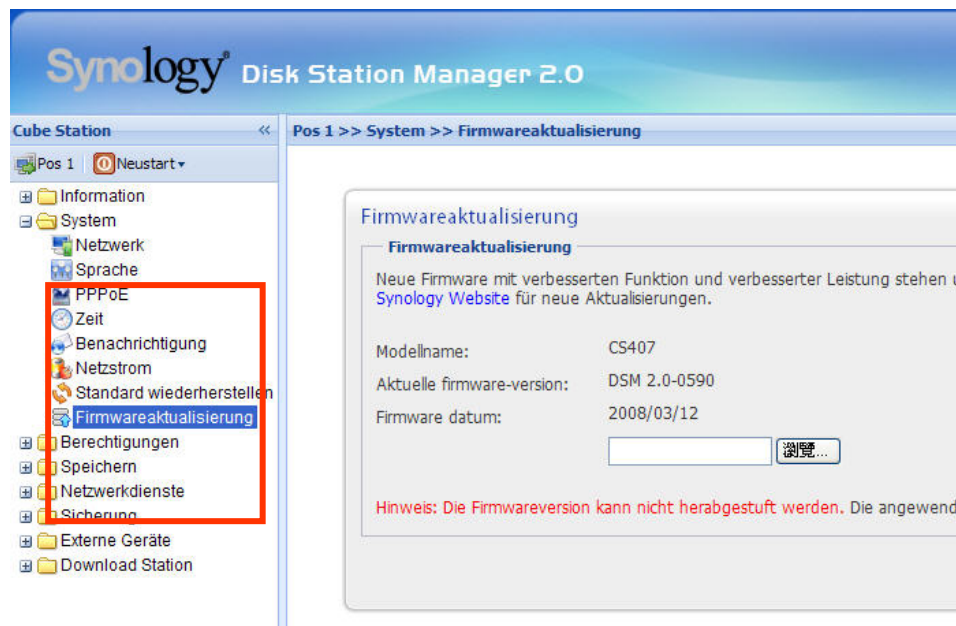 Synology® Disk Station Manager 2.0
Cube Station «
Pos 1 Neustart
Information
System
Netzwerk
Sprache
PPPoE
Zeit
Benachrichtigung
Netzstrom
Standard wiederherstellen
Firmwareaktualisierung
Berechtigungen
Speichern
Netzwerkdienste
Sicherung
Externe Geräte
Download Station
Pos 1 >> System >> Firmwareaktualisierung
Firmwareaktualisierung
Firmwareaktualisierung
Neue Firmware mit verbesserten Funktion und verbesserter Leistung stehen
Synology Website für neue Aktualisierungen.
Modellname: CS407
Aktuelle firmware-version: DSM 2.0-0590
Firmware datum: 2008/03/12
瀏覽...
Hinweis: Die Firmwareversion kann nicht herabgestuft werden. Die angewend